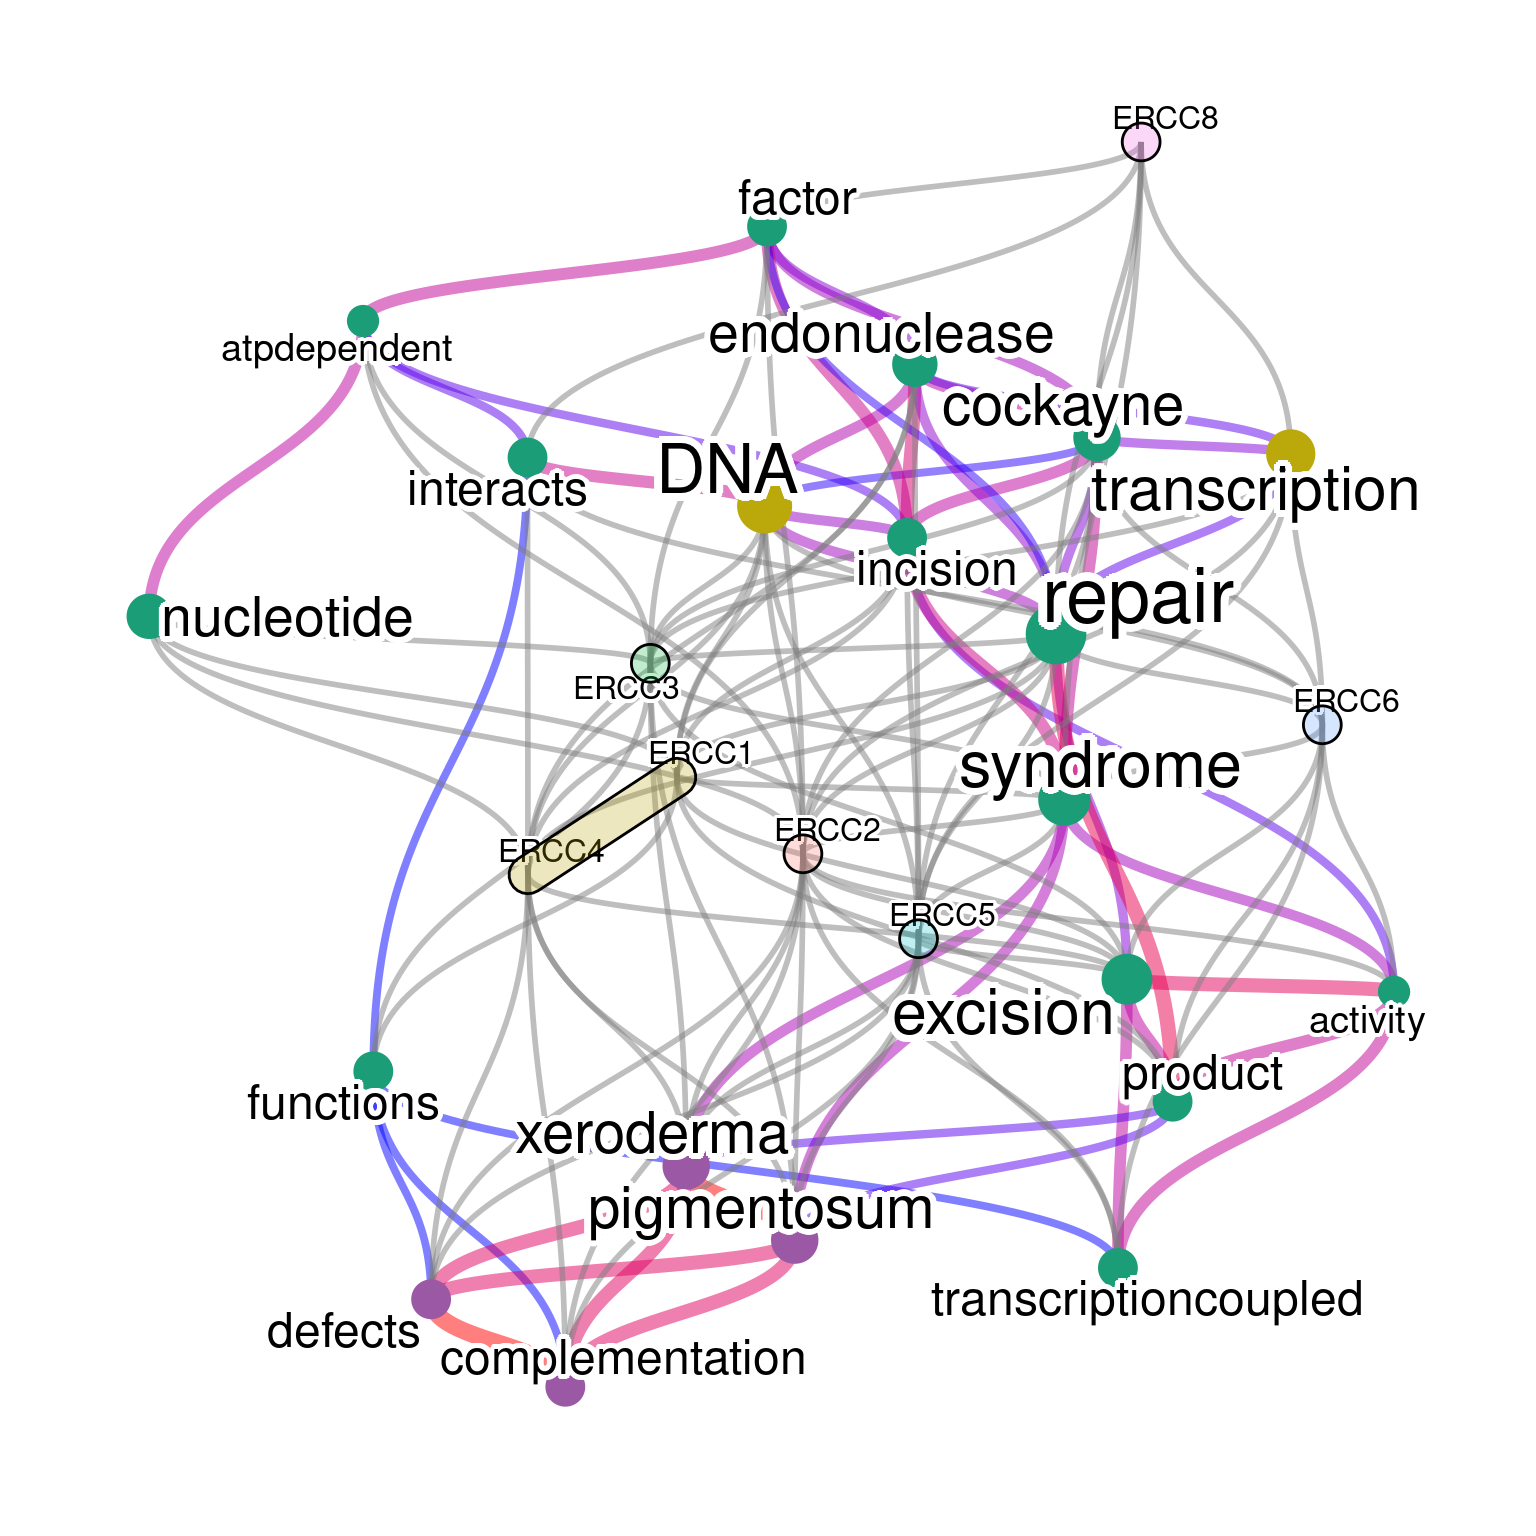 ERCC8
factor
endonuclease
atpdependent
cockayne
DNA
interacts
transcription
incision
repair
nucleotide
ERCC3
ERCC6
ERCC1
syndrome
ERCC2
ERCC4
ERCC5
excision
activity
product
functions
xeroderma
pigmentosum
transcriptioncoupled
defects
complementation